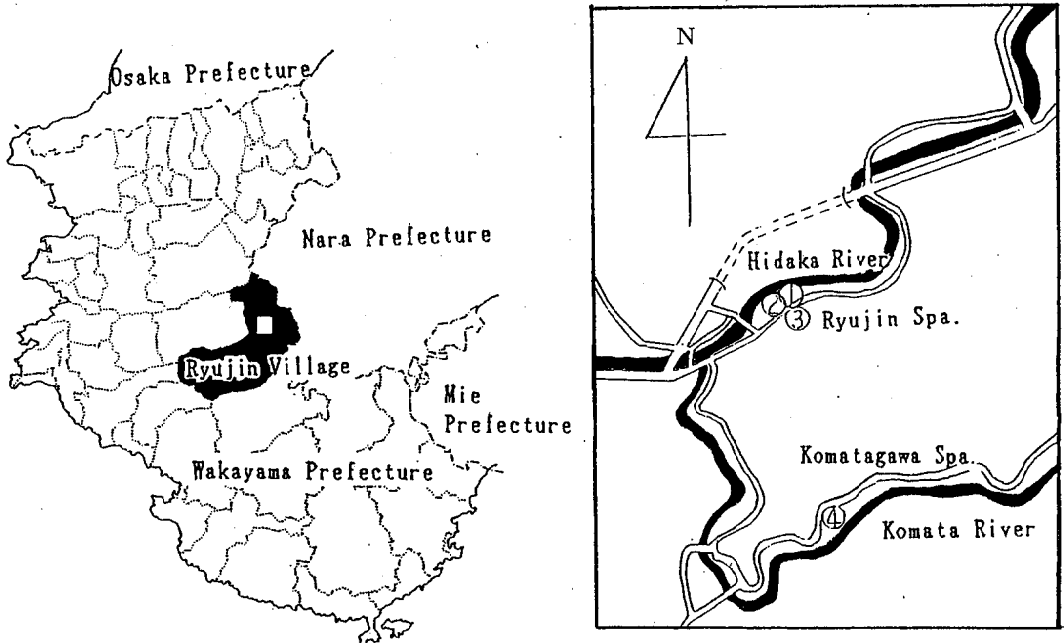 Osaka Prefecture
Nara Prefecture
Ryujin Village
Mie
Prefecture
Wakayama Prefecture
N
Hidaka River
①
②
③
Ryujin Spa.
Komatagawa Spa.
④
Komata River